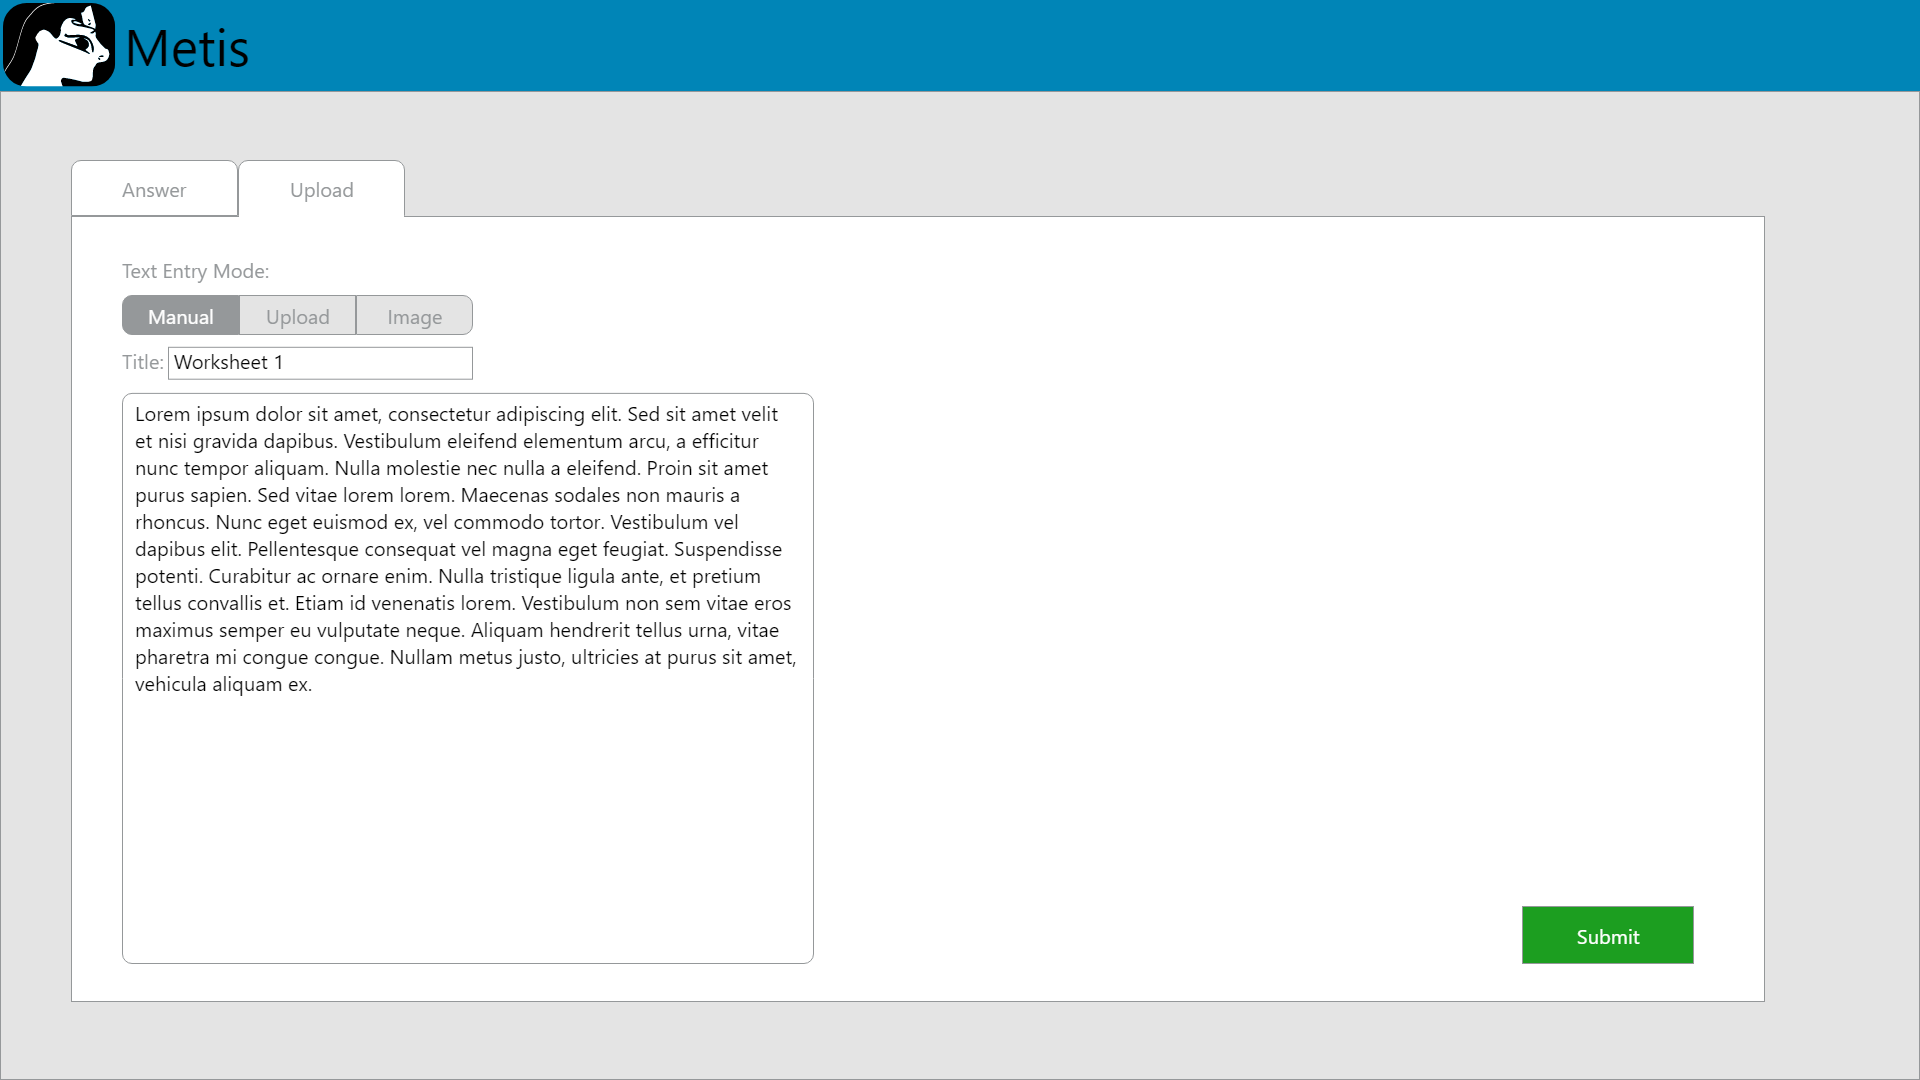 Metis
Answer
Upload
Text Entry Mode:
Manual
Upload
Image
Title: Worksheet 1
Lorem ipsum dolor sit amet, consectetur adipiscing elit. Sed sit amet velit
et nisi gravida dapibus. Vestibulum eleifend elementum arcu, a efficitur
nunc tempor aliquam. Nulla molestie nec nulla a eleifend. Proin sit amet
purus sapien. Sed vitae lorem lorem. Maecenas sodales non mauris a
rhoncus. Nunc eget euismod ex, vel commodo tortor. Vestibulum vel
dapibus elit. Pellentesque consequat vel magna eget feugiat. Suspendisse
potenti. Curabitur ac ornare enim. Nulla tristique ligula ante, et pretium
tellus convallis et. Etiam id venenatis lorem. Vestibulum non sem vitae eros
maximus semper eu vulputate neque. Aliquam hendrerit tellus urna, vitae
pharetra mi congue congue. Nullam metus justo, ultricies at purus sit amet,
vehicula aliquam ex.
Submit